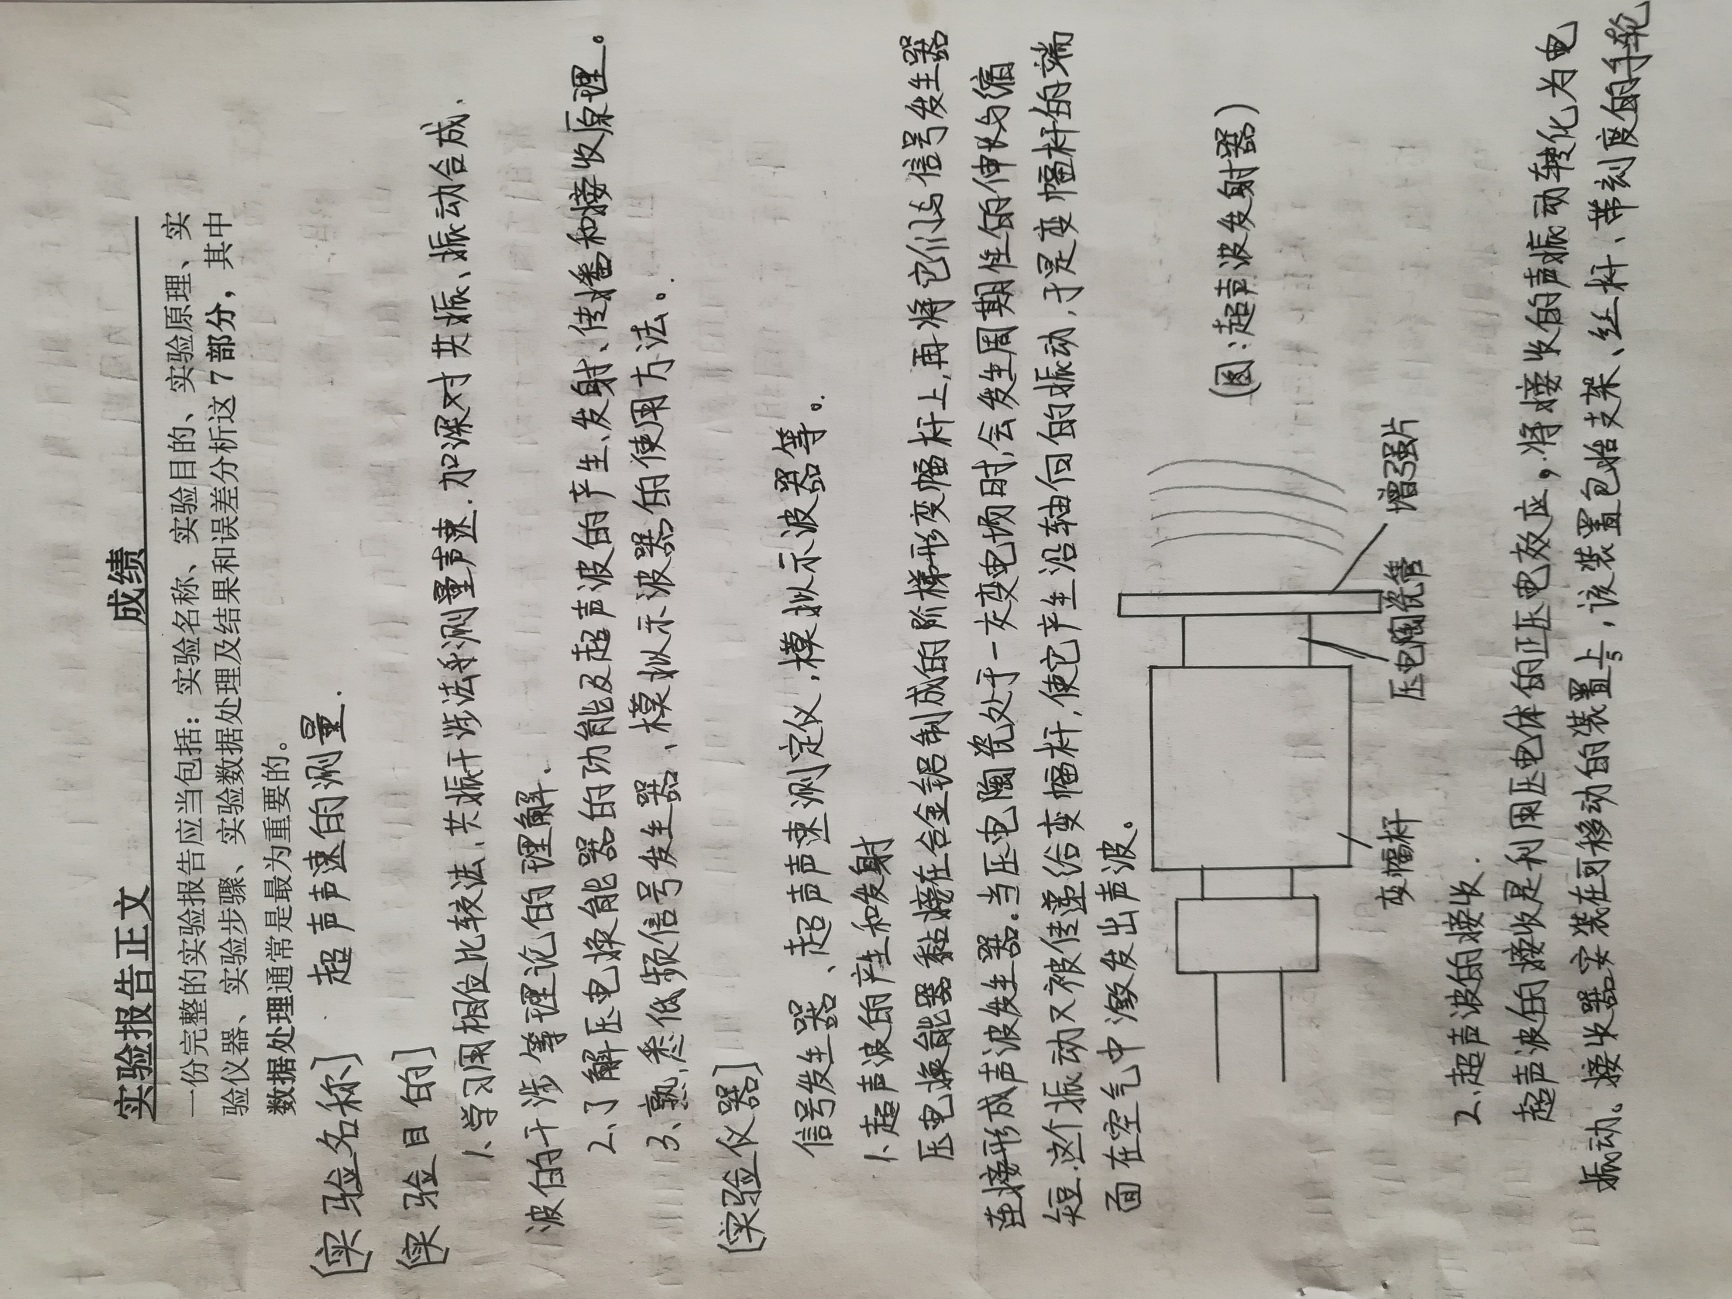 实验报告正文 成绩
一份完整的实验报告应当包括：实验名称、实验目的、实验原理、实
验仪器、实验步骤、实验数据处理及结果和误差分析这7部分，其中
数据处理通常是最为重要的。
[实验名称] 超声声速的测量.
[实验目的]
1、学习用相位比较法、共振干涉法测量声速.加深对共振、振动合成.
波的干涉等理论的理解.
2、了解压电换能器的功能及超声波的产生、发射、传播和接收原理。
3、熟悉低频信号发生器、模拟示波器的使用方法。
[实验仪器]
信号发生器、超声声速测定仪,模拟示波器等。
1、超声波的产生和发射
压电换能器黏接在合金铝制成的阶梯形变幅杆上,再将它们与信号发生器
连接形成声波发生器.当压电陶瓷处于一交变电场时,会发生周期性的伸长与缩
短.这个振动又被传递给变幅杆,使它产生沿轴向的振动,于是变幅杆的端
面在空气中激发出声波。
(图:超声波发射器)
增强片
压电陶瓷管
变幅杆
2、超声波的接收.
超声波的接收是利用压电体的正压电效应,将接收的声振动转化为电
振动。接收器安装在可移动的装置上,该装置包括支架、丝杆、带刻度的手轮